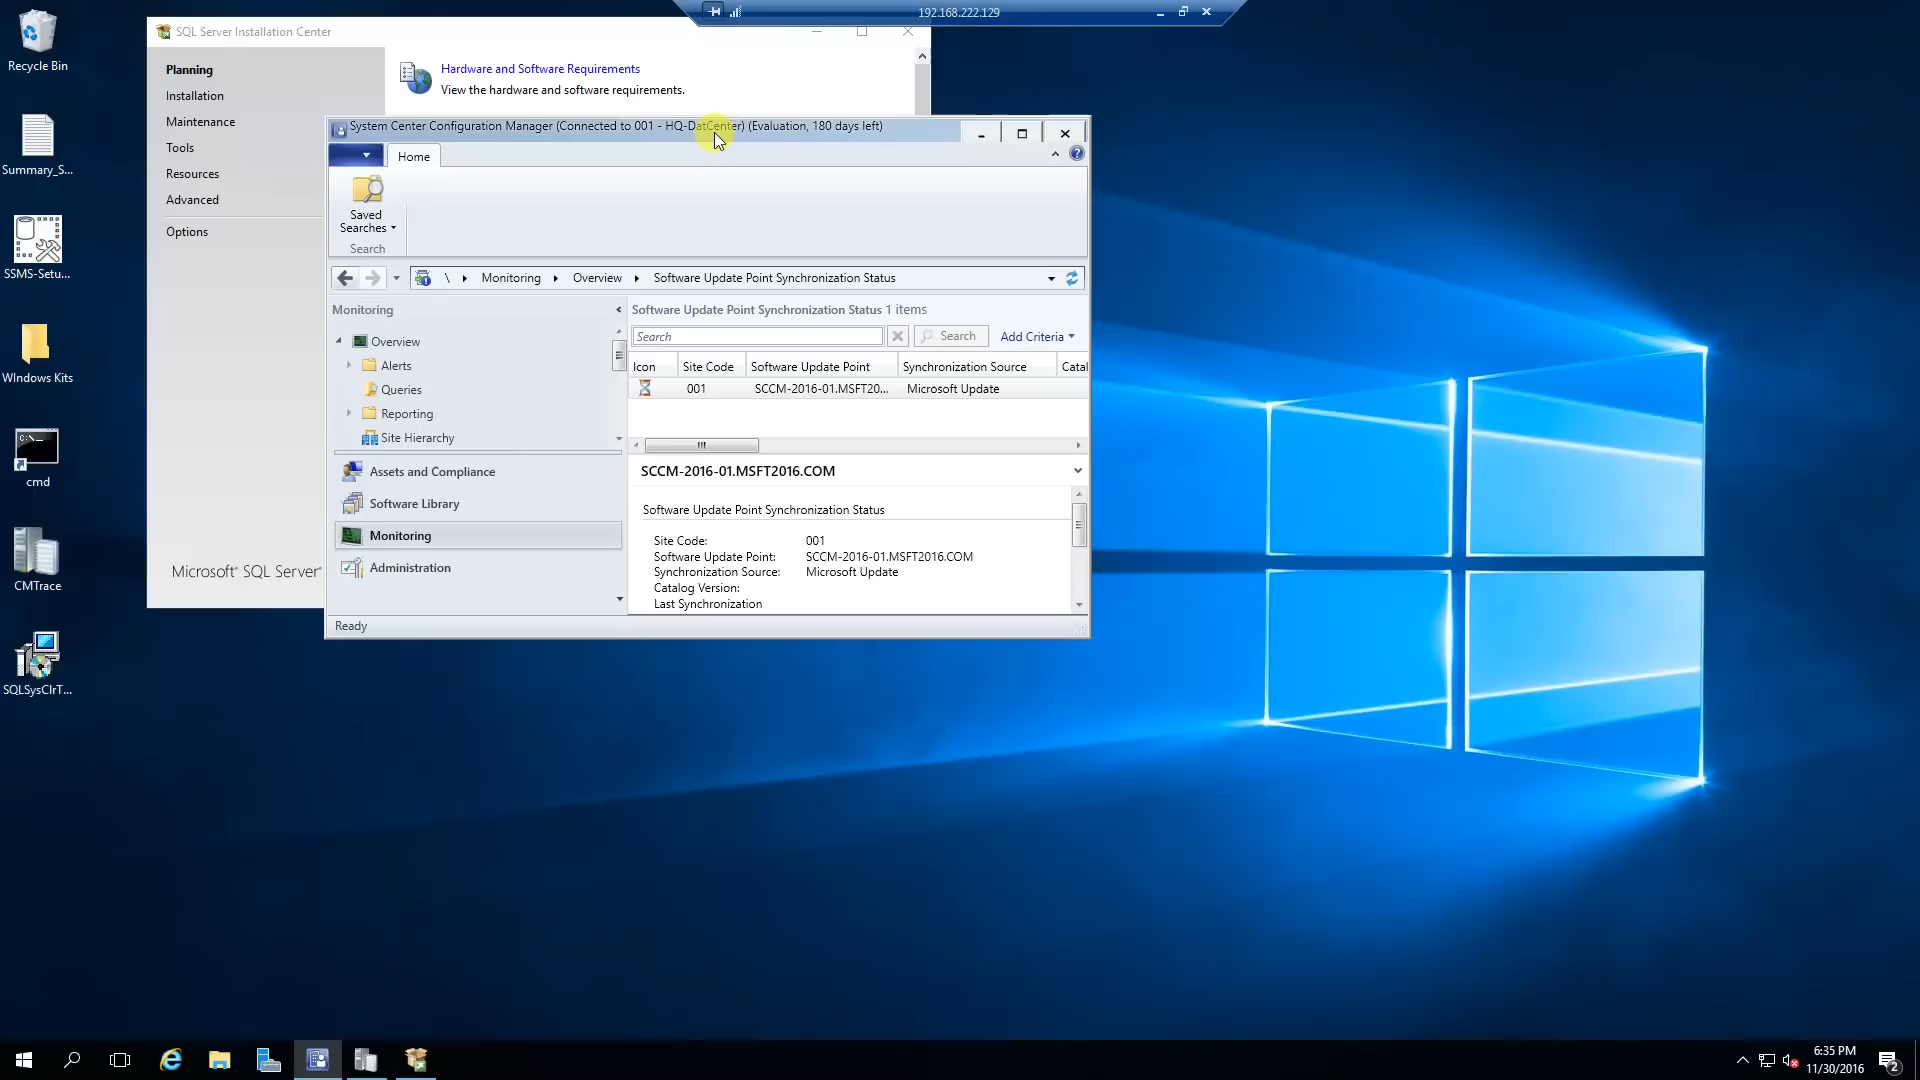 192.168.222.129
Recycle Bin
Summary_S...
SSMS-Setu...
WIndows Kits
cmd
CMTrace
SQLSysClrT...
SQL Server Installation Center
Planning
Installation
Maintenance
Tools
Resources
Advanced
Options
Microsoft® SQL Server®
Hardware and Software Requirements
View the hardware and software requirements.
System Center Configuration Manager (Connected to 001 - HQ-DatCenter) (Evaluation, 180 days left)
Home
Saved
Searches
Search
\ Monitoring Overview Software Update Point Synchronization Status
Monitoring
Overview
Alerts
Queries
Reporting
Site Hierarchy
Assets and Compliance
Software Library
Monitoring
Administration
Software Update Point Synchronization Status 1 items
Search Search Add Criteria
Icon Site Code Software Update Point Synchronization Source Catal
001 SCCM-2016-01.MSFT20... Microsoft Update
SCCM-2016-01.MSFT2016.COM
Software Update Point Synchronization Status
Site Code: 001
Software Update Point: SCCM-2016-01.MSFT2016.COM
Synchronization Source: Microsoft Update
Catalog Version:
Last Synchronization
Ready
6:35 PM
11/30/2016
2